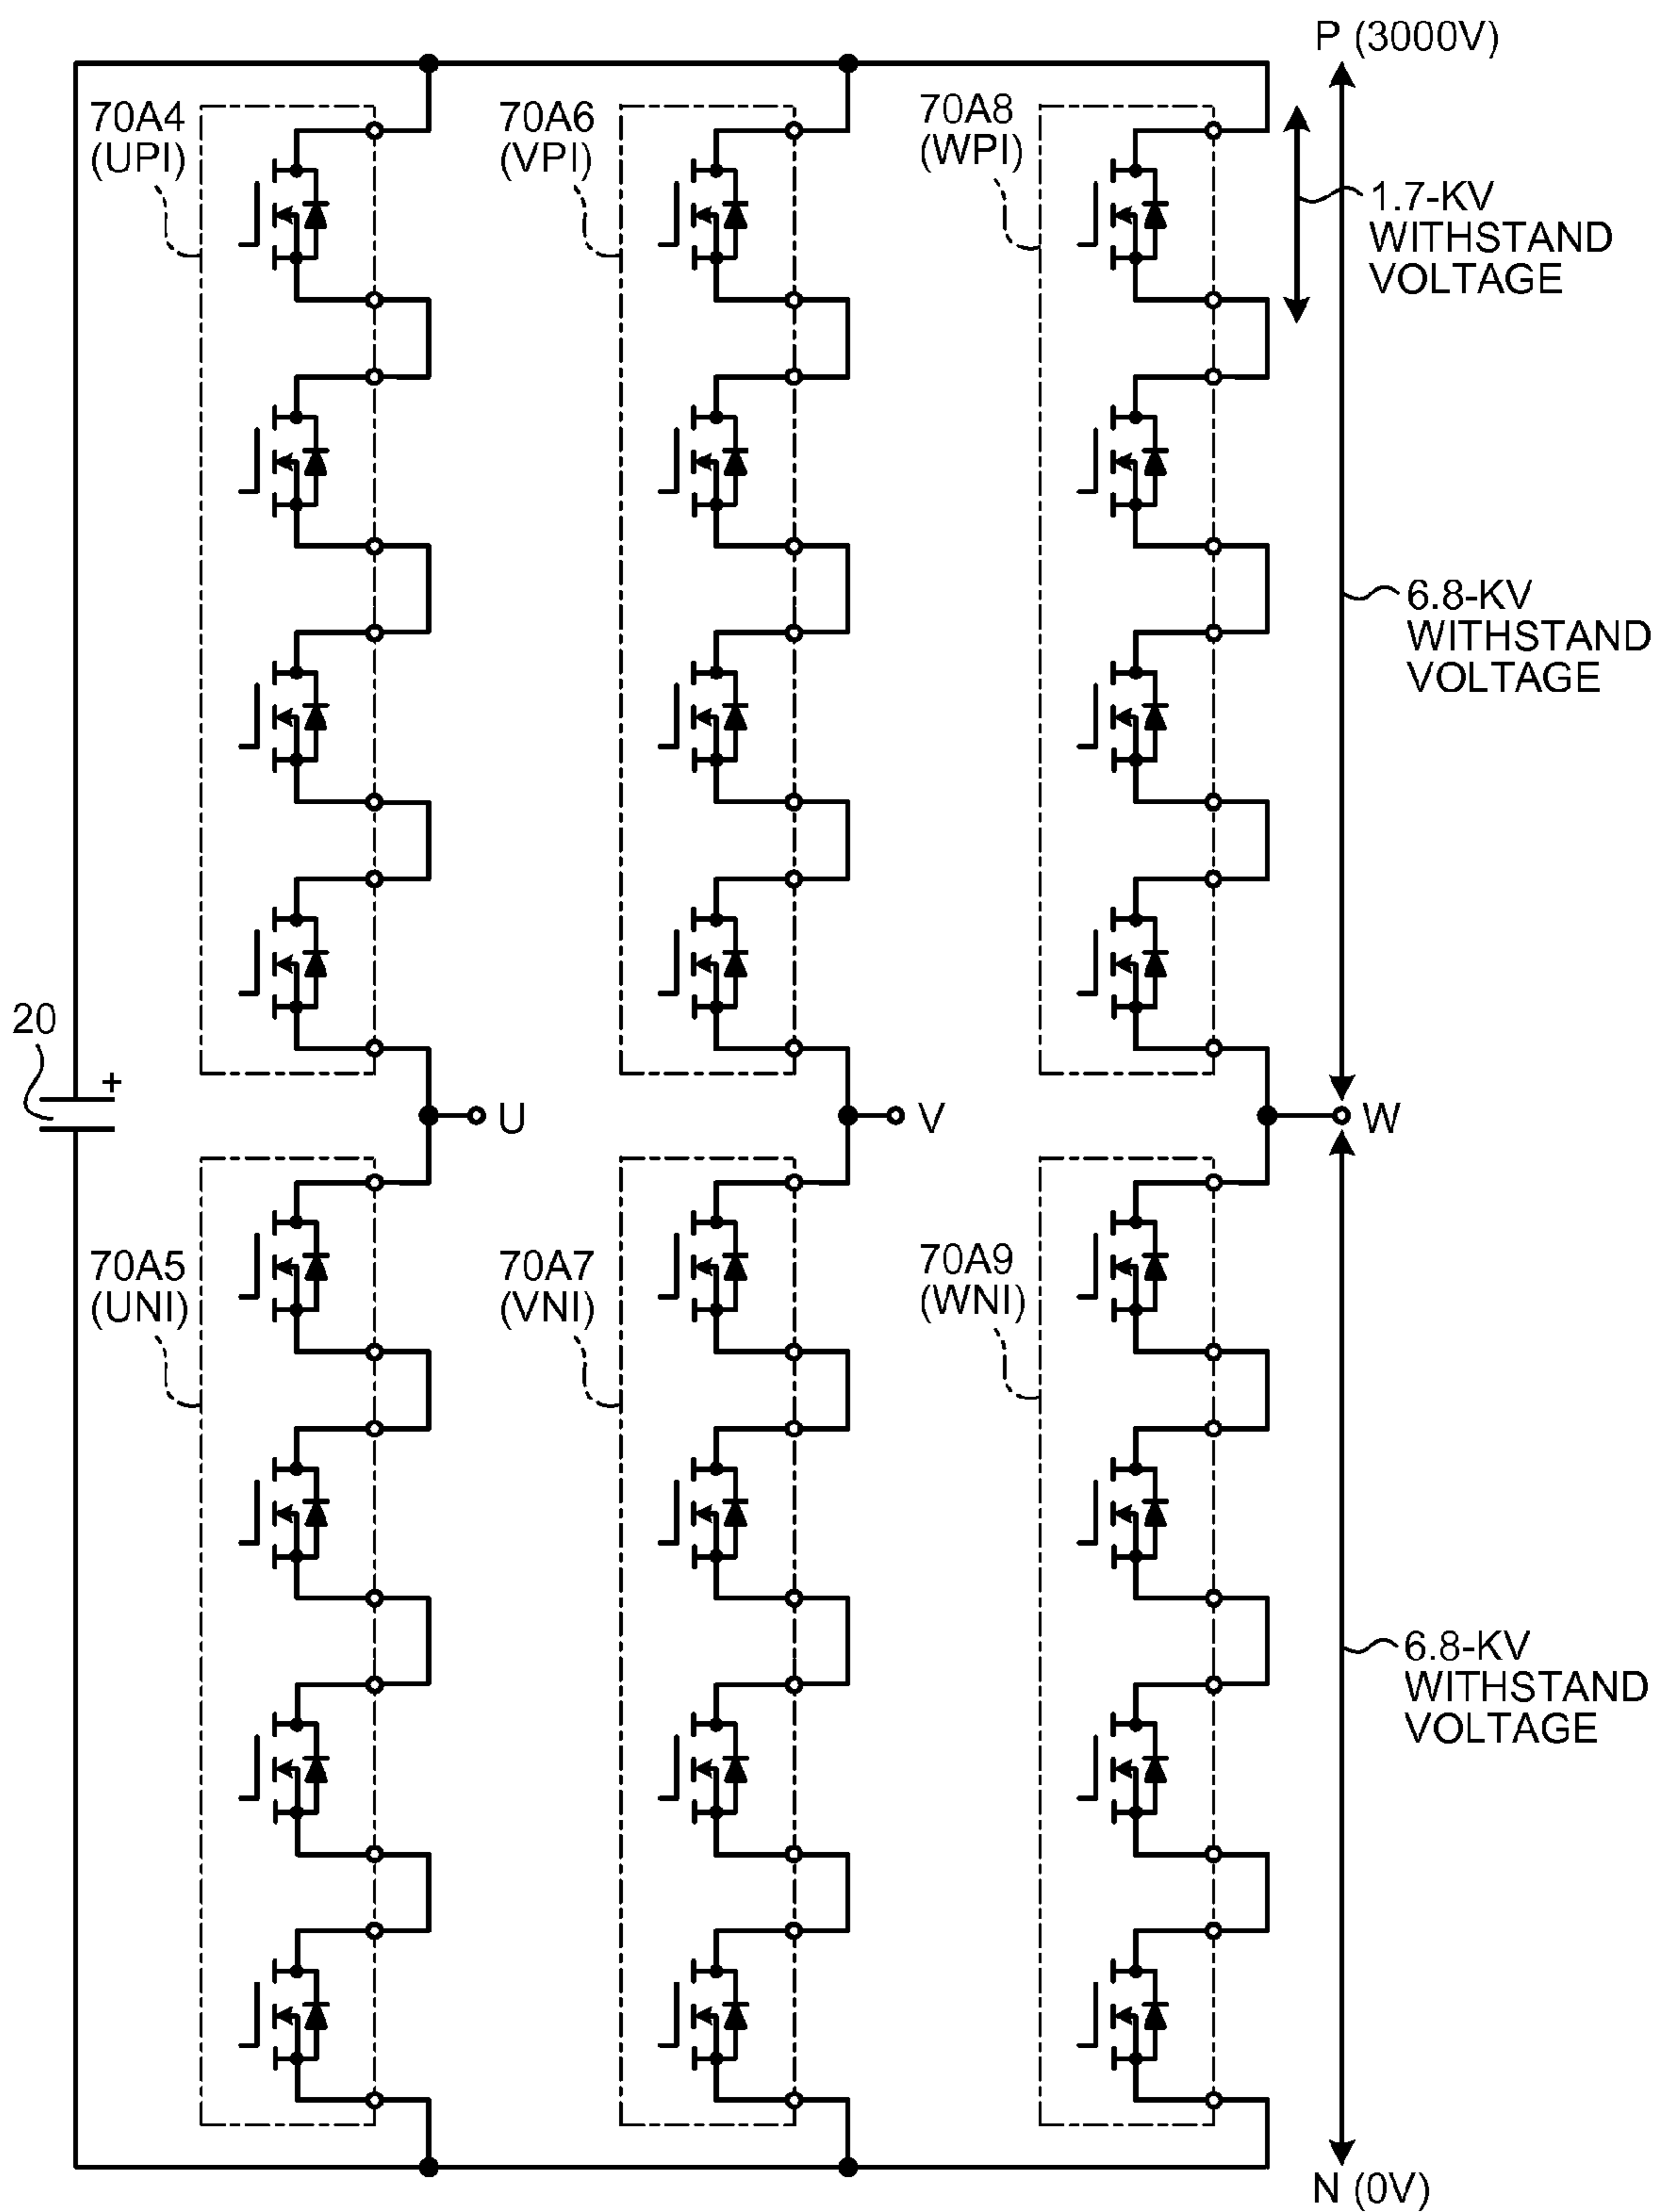 P (3000V)
70A4
(UPI)
70A6
(VPI)
70A8
(WPI)
1.7-KV
WITHSTAND
VOLTAGE
6.8-KV
WITHSTAND
VOLTAGE
20
+
U
V
W
70A5
(UNI)
70A7
(VNI)
70A9
(WNI)
6.8-KV
WITHSTAND
VOLTAGE
N (0V)